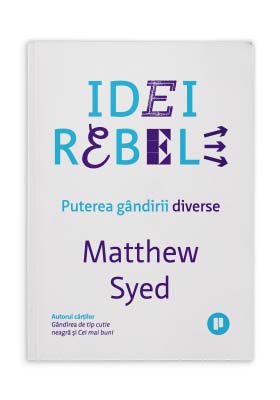 IDEI
REBELE
Puterea gândirii diverse
Matthew
Syed
Autorul cărților
Gândirea de tip cutie
neagră și Cei mai buni